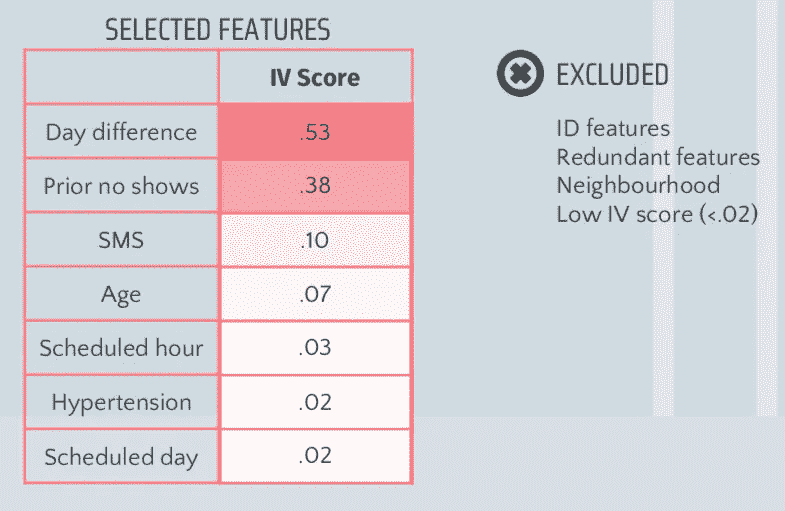 SELECTED FEATURES
IV Score
Day difference .53
Prior no shows .38
SMS .10
Age .07
Scheduled hour .03
Hypertension .02
Scheduled day .02
EXCLUDED
ID features
Redundant features
Neighbourhood
Low IV score (<.02)